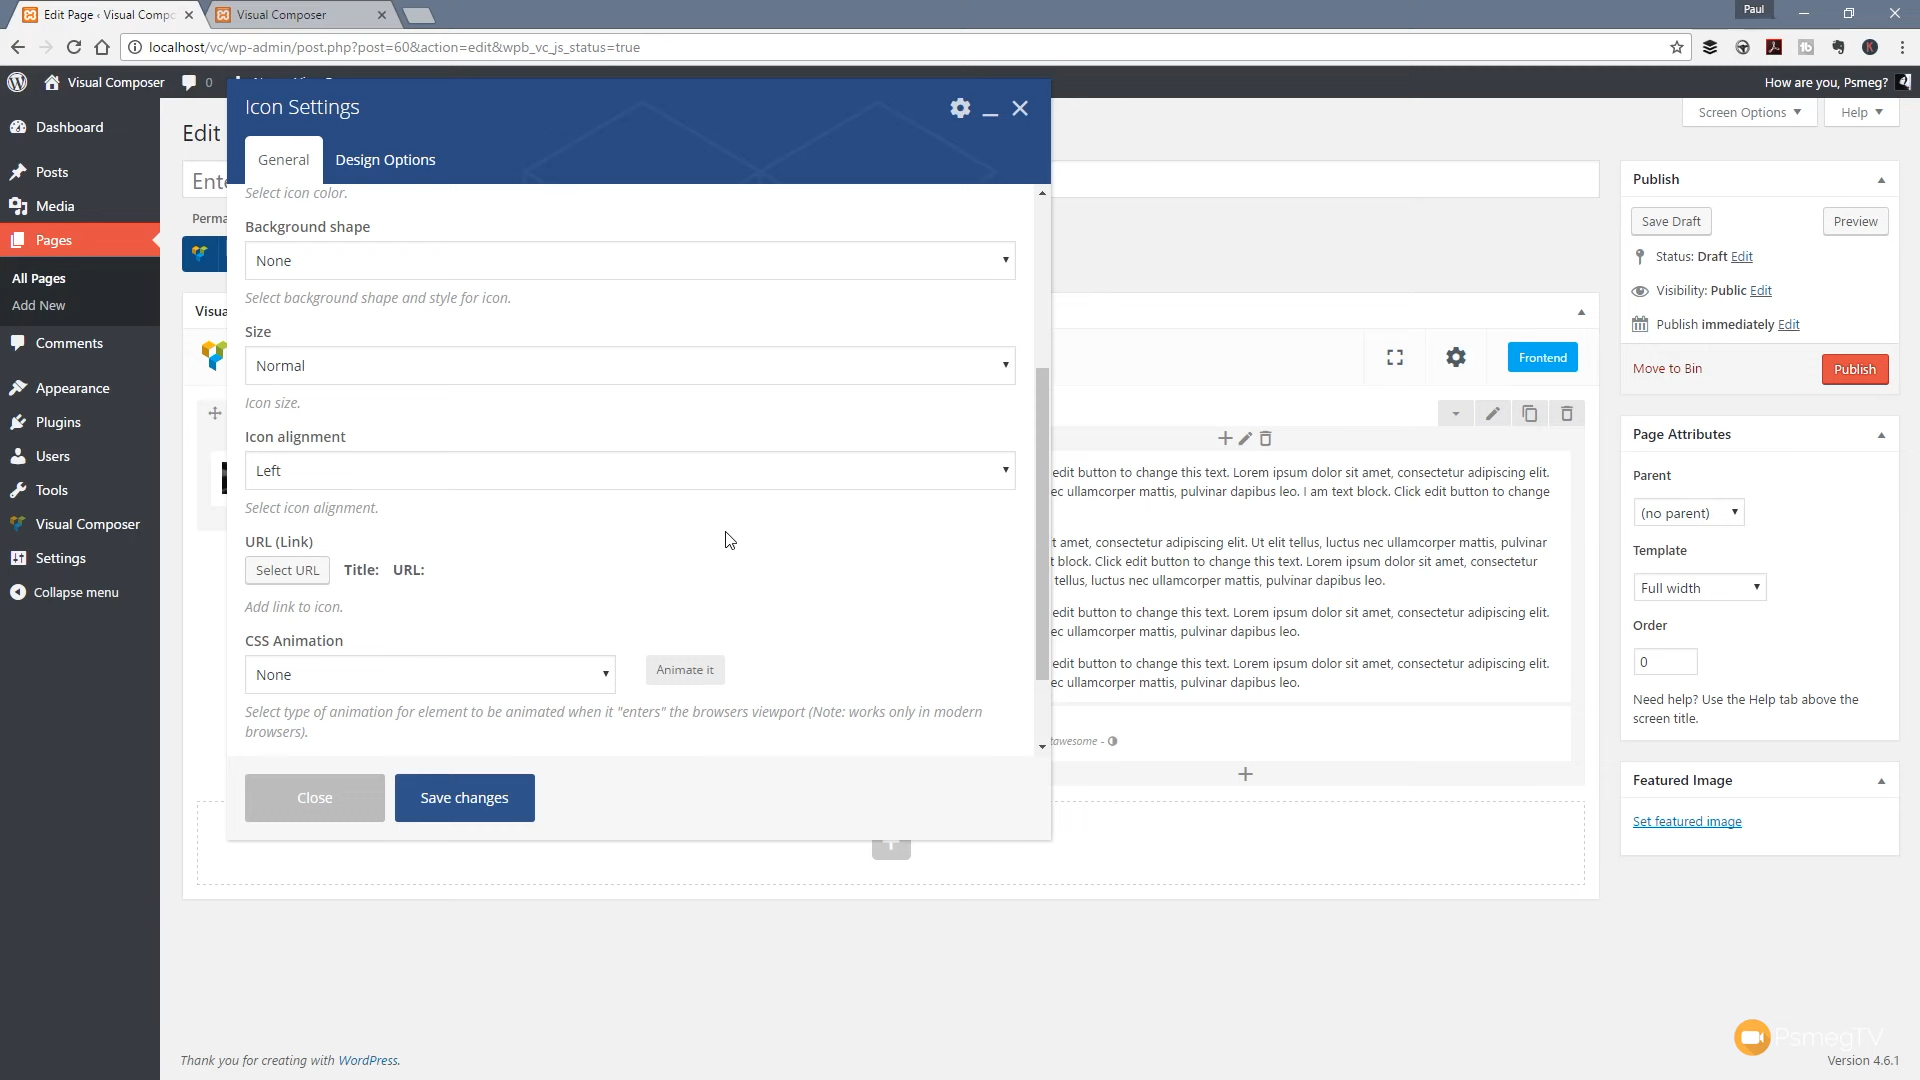 Edit Page ‹ Visual Compo
Visual Composer
Paul
localhost/vc/wp-admin/post.php?post=60&action=edit&wpb_vc_js_status=true
Visual Composer
0
How are you, Psmeg?
Dashboard
Posts
Media
Pages
All Pages
Add New
Comments
Appearance
Plugins
Users
Tools
Visual Composer
Settings
Collapse menu
Screen Options
Help
Edit
Ente
Perma
Visua
Icon Settings
General
Design Options
Select icon color.
Background shape
None
Select background shape and style for icon.
Size
Normal
Icon size.
Icon alignment
Left
Select icon alignment.
URL (Link)
Select URL
Title: URL:
Add link to icon.
CSS Animation
None
Animate it
Select type of animation for element to be animated when it "enters" the browsers viewport (Note: works only in modern
browsers).
Close
Save changes
Frontend
edit button to change this text. Lorem ipsum dolor sit amet, consectetur adipiscing elit.
ec ullamcorper mattis, pulvinar dapibus leo. I am text block. Click edit button to change
t amet, consectetur adipiscing elit. Ut elit tellus, luctus nec ullamcorper mattis, pulvinar
t block. Click edit button to change this text. Lorem ipsum dolor sit amet, consectetur
tellus, luctus nec ullamcorper mattis, pulvinar dapibus leo.
edit button to change this text. Lorem ipsum dolor sit amet, consectetur adipiscing elit.
ec ullamcorper mattis, pulvinar dapibus leo.
edit button to change this text. Lorem ipsum dolor sit amet, consectetur adipiscing elit.
ec ullamcorper mattis, pulvinar dapibus leo.
tawesome -
Publish
Save Draft
Preview
Status: Draft Edit
Visibility: Public Edit
Publish immediately Edit
Move to Bin
Publish
Page Attributes
Parent
(no parent)
Template
Full width
Order
0
Need help? Use the Help tab above the
screen title.
Featured Image
Set featured image
PsmegTV
Thank you for creating with WordPress.
Version 4.6.1